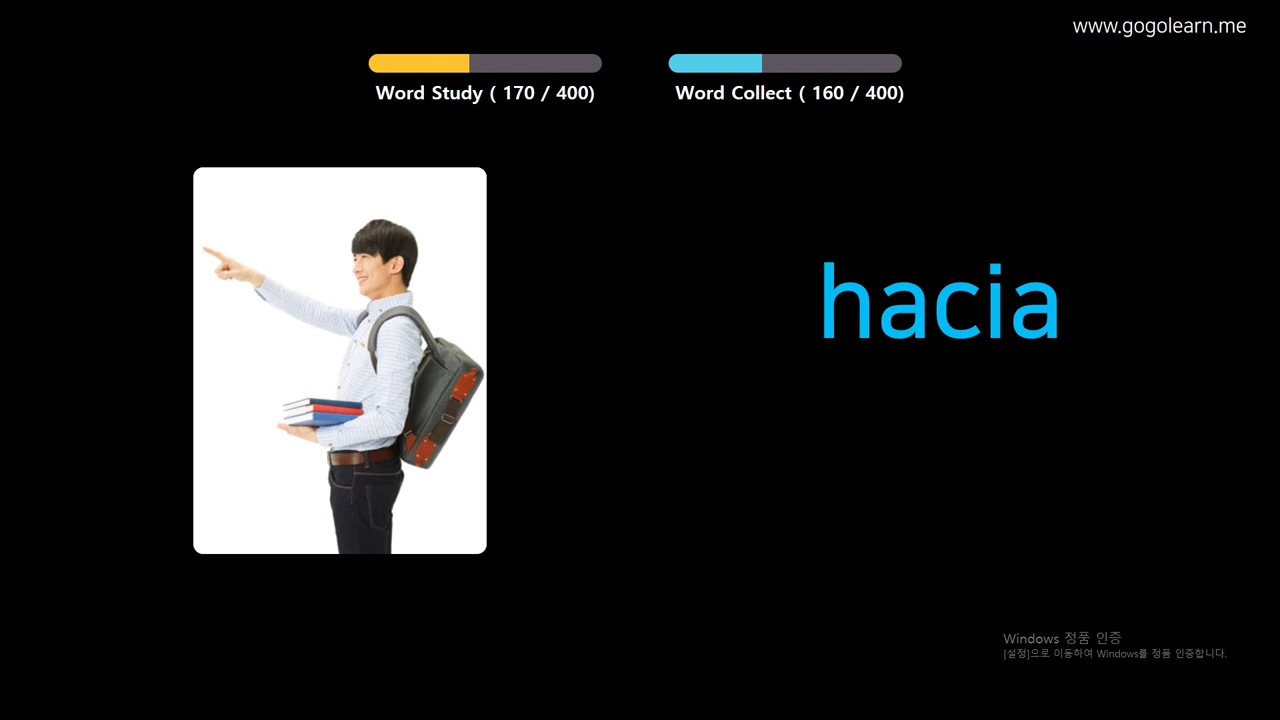 www.gogolearn.me
Word Study ( 170 / 400)
Word Collect ( 160 / 400)
hacia
Windows 정품 인증
[설정]으로 이동하여 Windows를 정품 인증합니다.